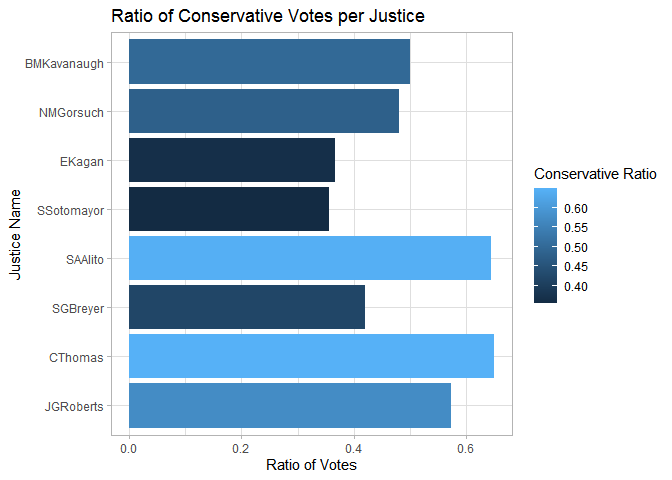 Ratio of Conservative Votes per Justice
Justice Name
BMKavanaugh
NMGorsuch
EKagan
SSotomayor
SAAlito
SGBreyer
CThomas
JGRoberts
0.0 0.2 0.4 0.6
Ratio of Votes
Conservative Ratio
0.60
0.55
0.50
0.45
0.40